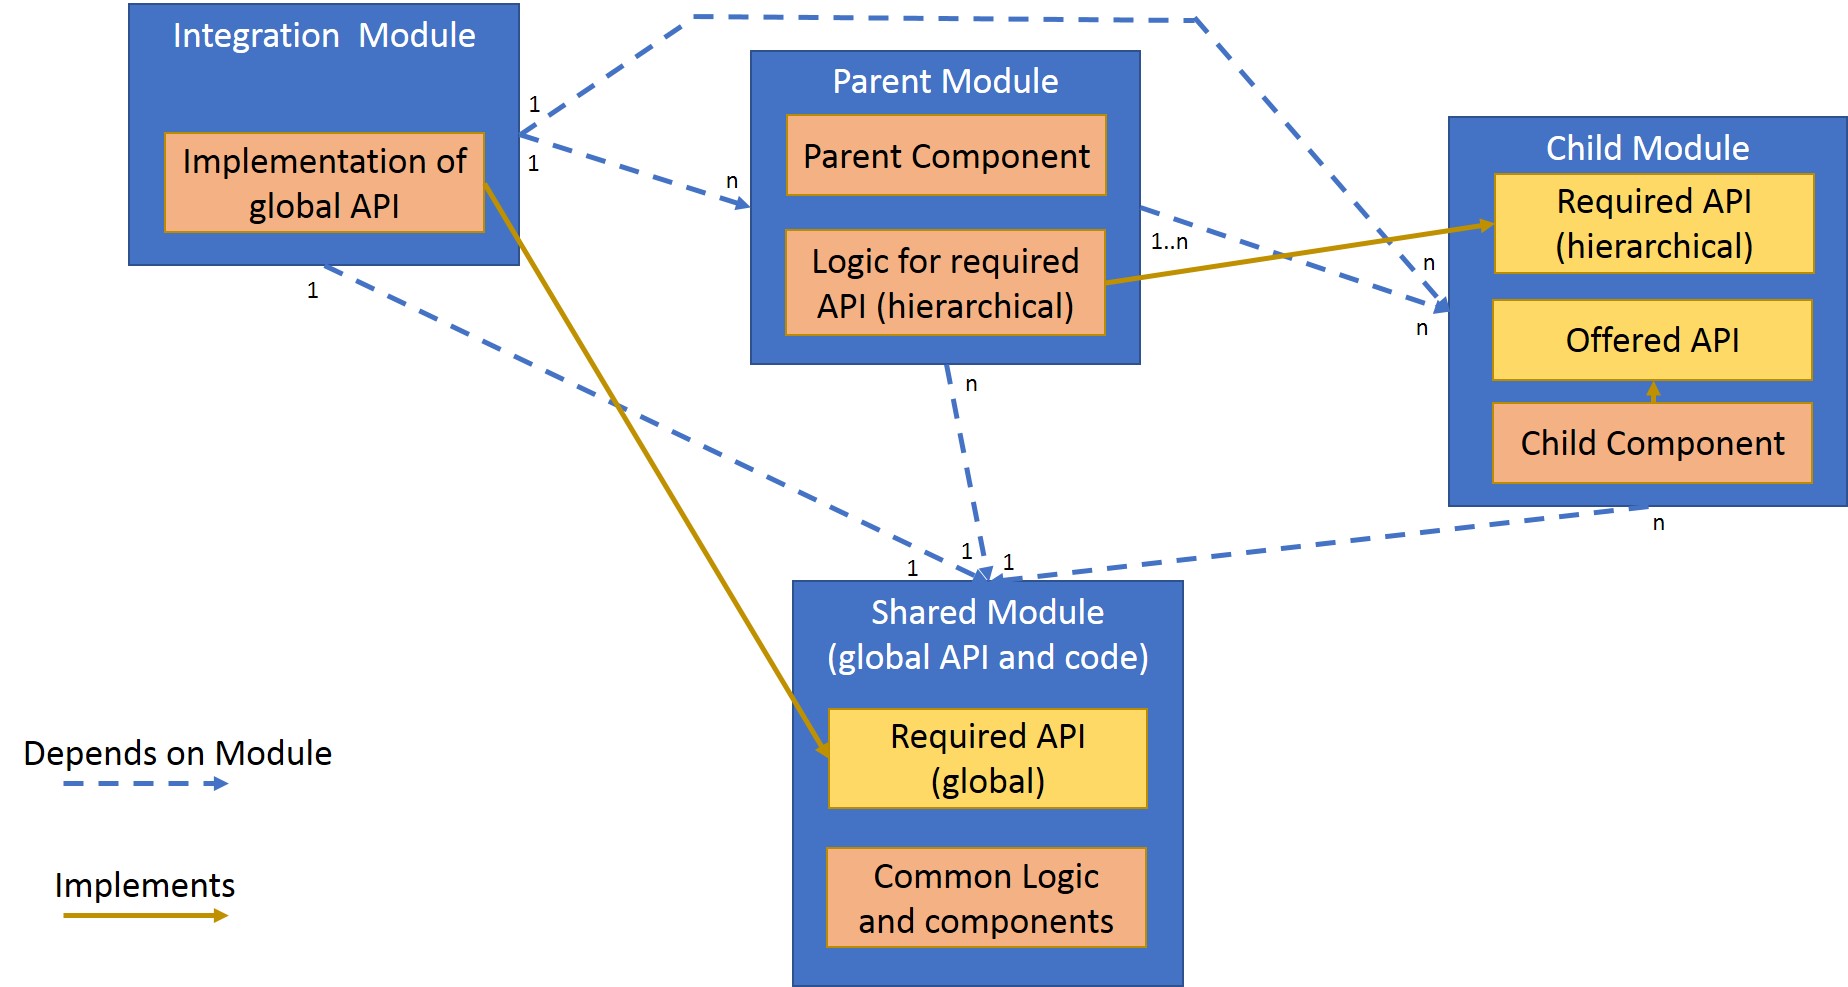 Integration  Module
Implementation of
global API
1
1
n
1
Parent Module
Parent Component
Logic for required
API (hierarchical)
1..n
n
n
n
Child Module
Required API
(hierarchical)
Offered API
Child Component
n
1
1
1
Shared Module
(global API and code)
Required API
(global)
Common Logic
and components
Depends on Module
Implements